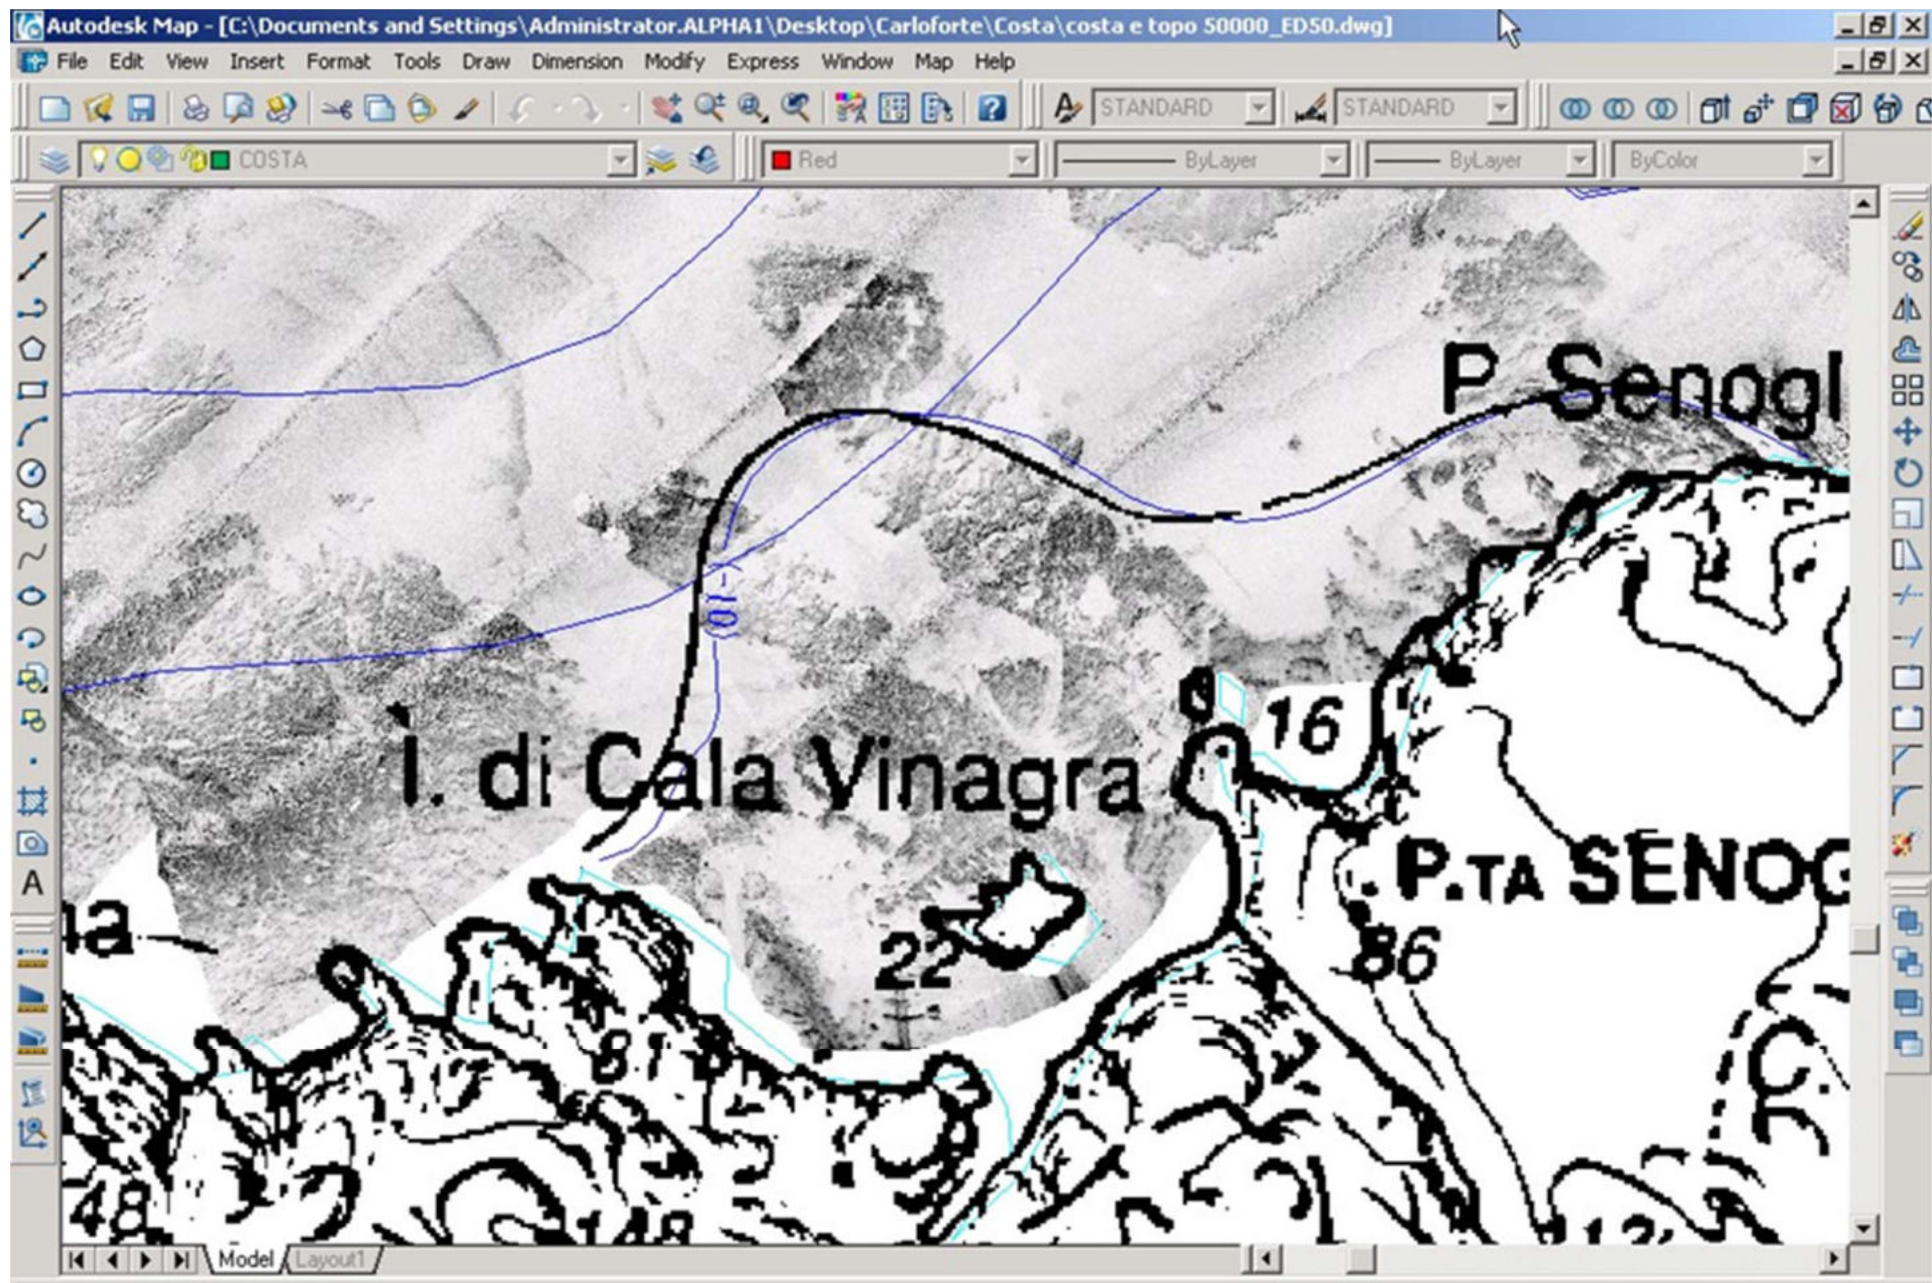 Autodesk Map - [C:\Documents and Settings\Administrator.ALPHA1\Desktop\Carloforte\Costa\costa e topo 50000_ED50.dwg]
File Edit View Insert Format Tools Draw Dimension Modify Express Window Map Help
STANDARD STANDARD
COSTA Red ByLayer ByLayer ByColor
P. Senogl
(-10)
I. di Cala Vinagra
16
P.TA SENOG
na
22
86
81
C.
48
148
A
Model Layout1